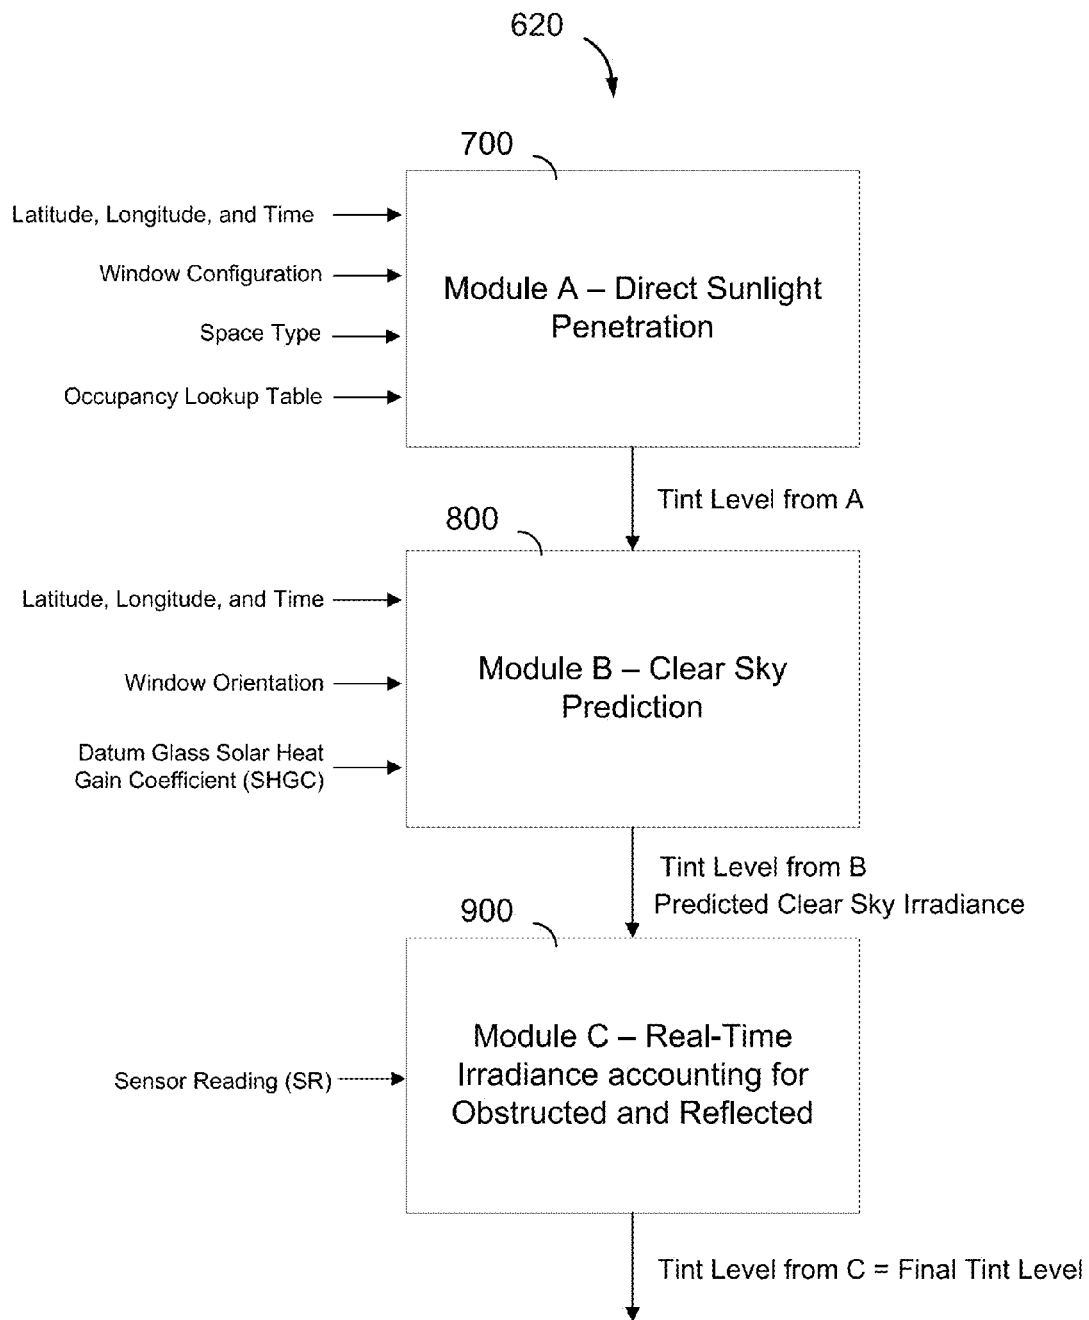 620
700
Latitude, Longitude, and Time
Window Configuration
Space Type
Occupancy Lookup Table
Module A – Direct Sunlight
Penetration
Tint Level from A
800
Latitude, Longitude, and Time
Window Orientation
Datum Glass Solar Heat
Gain Coefficient (SHGC)
Module B – Clear Sky
Prediction
Tint Level from B
Predicted Clear Sky Irradiance
900
Sensor Reading (SR)
Module C – Real-Time
Irradiance accounting for
Obstructed and Reflected
Tint Level from C = Final Tint Level